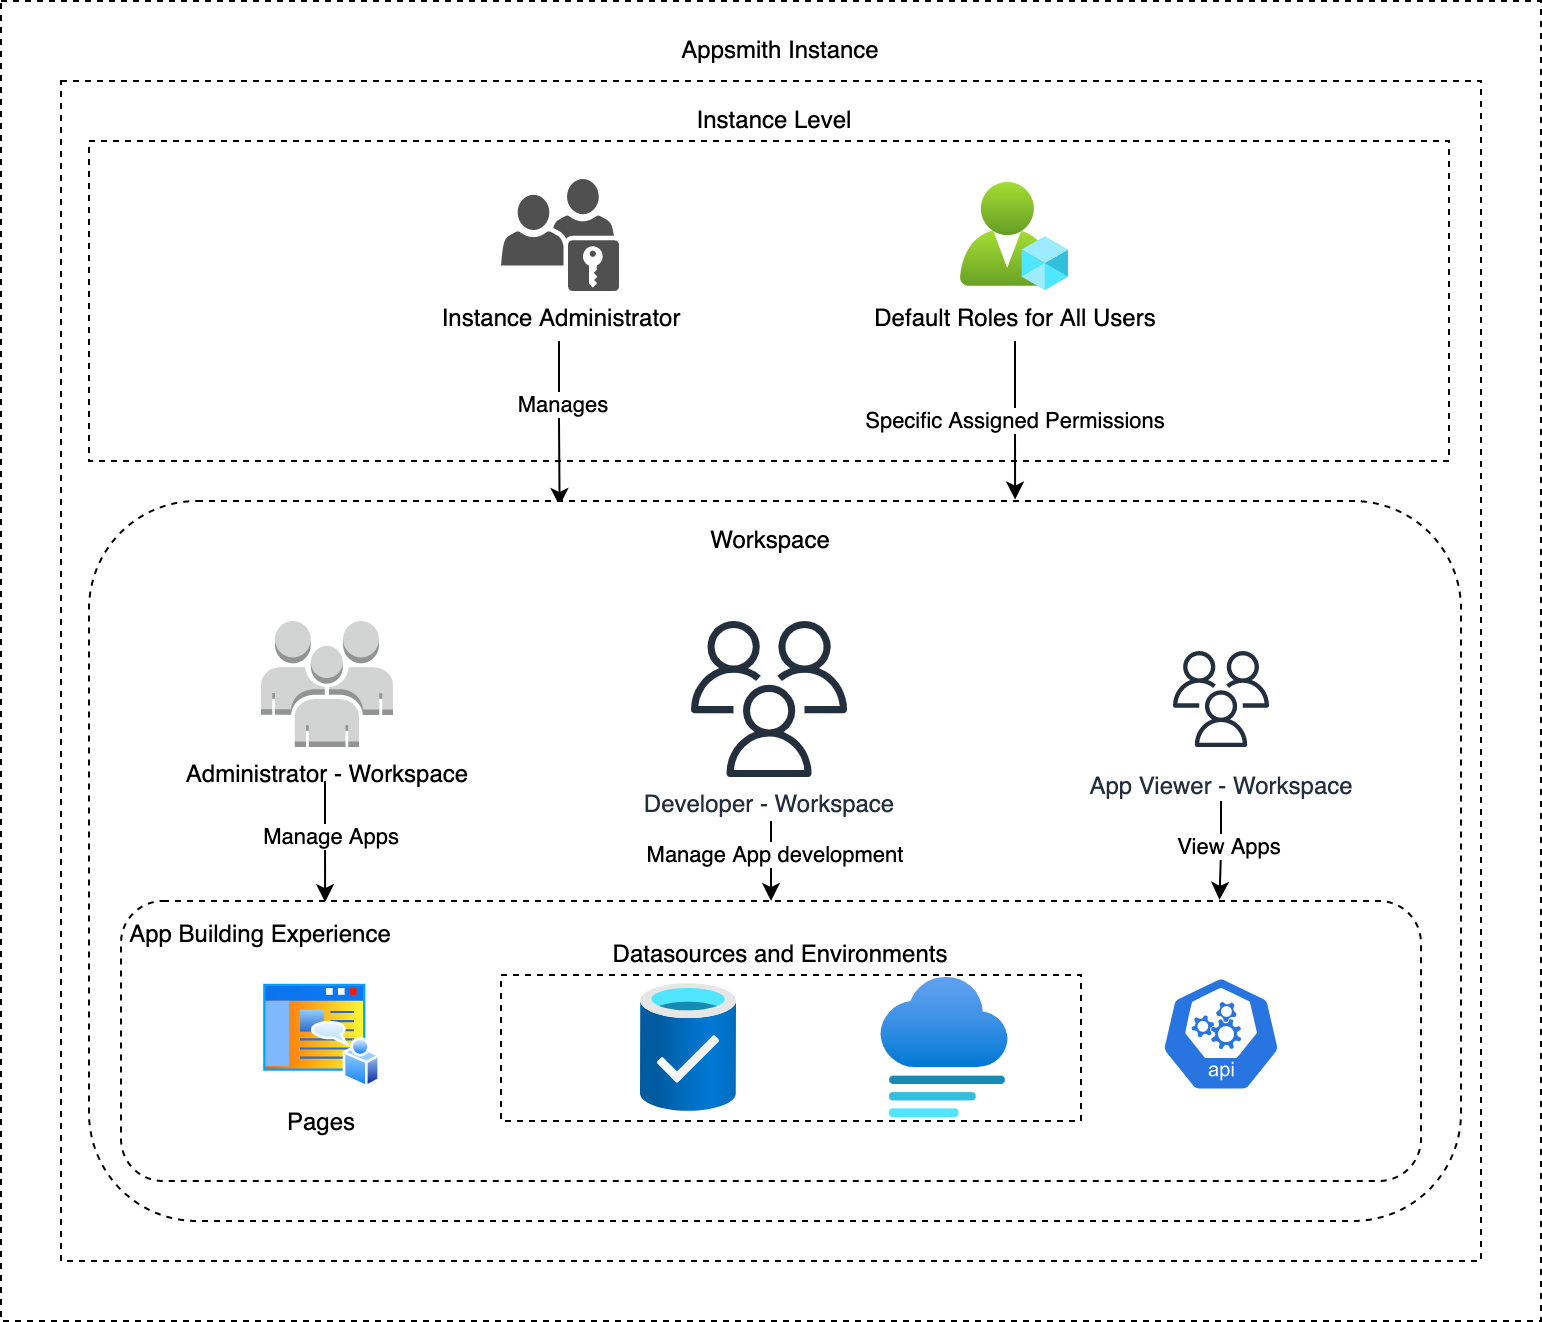 Appsmith Instance
Instance Level
Instance Administrator
Default Roles for All Users
Manages
Specific Assigned Permissions
Workspace
Administrator - Workspace
Developer - Workspace
App Viewer - Workspace
Manage Apps
Manage App development
View Apps
App Building Experience
Datasources and Environments
api
Pages